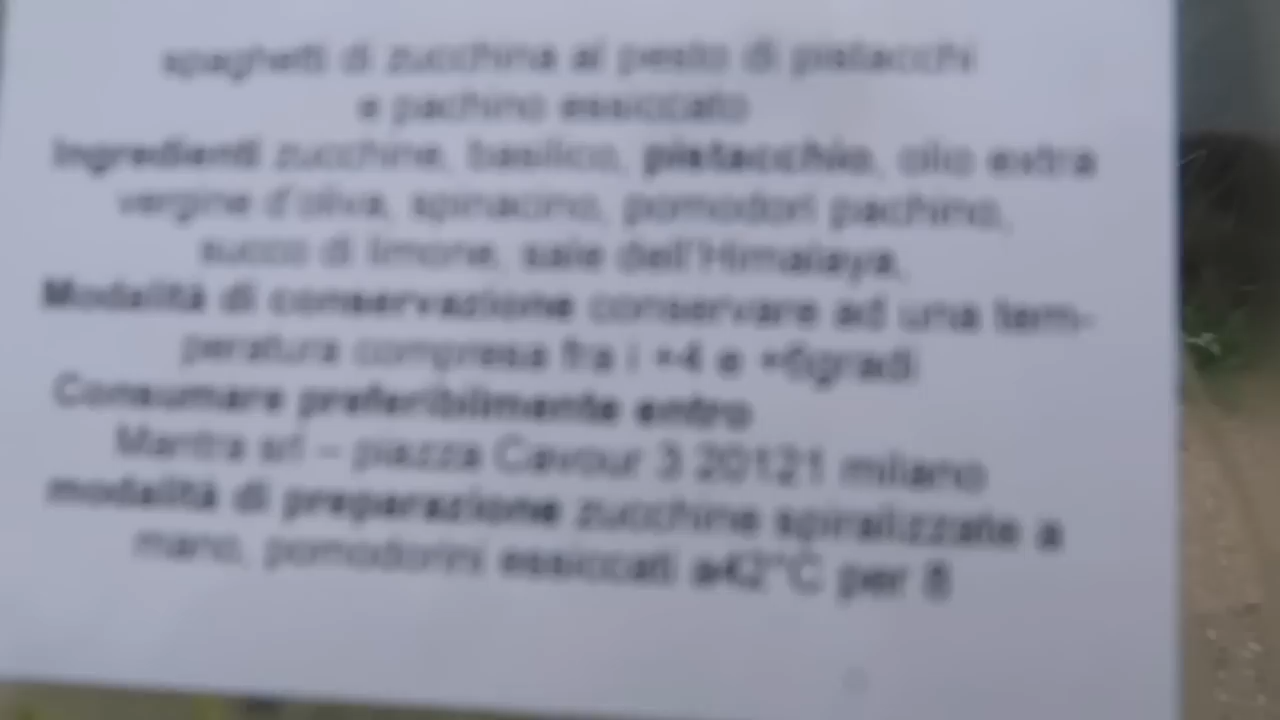 spaghetti di zucchina al pesto di pistacchi
e pachino essiccato
Ingredienti zucchine, basilico, pistacchio, olio extra
vergine d'oliva, spinacino, pomodori pachino,
succo di limone, sale dell'Himalaya,
Modalità di conservazione conservare ad una tem-
peratura compresa fra i +4 e +6gradi
Consumare preferibilmente entro
Mantra srl – piazza Cavour 3 20121 milano
modalità di preparazione zucchine spiralizzate a
mano, pomodorini essiccati a42°C per 8